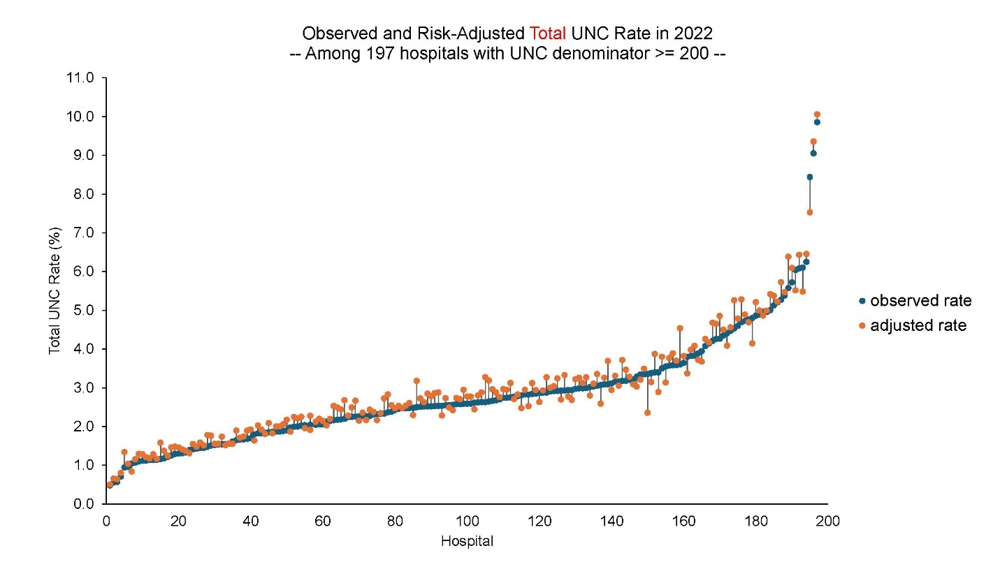 Observed and Risk-Adjusted Total UNC Rate in 2022
-- Among 197 hospitals with UNC denominator >= 200 --
11.0
10.0
9.0
8.0
7.0
6.0
5.0
4.0
3.0
2.0
1.0
0.0
Total UNC Rate (%)
observed rate
adjusted rate
0 20 40 60 80 100 120 140 160 180 200
Hospital